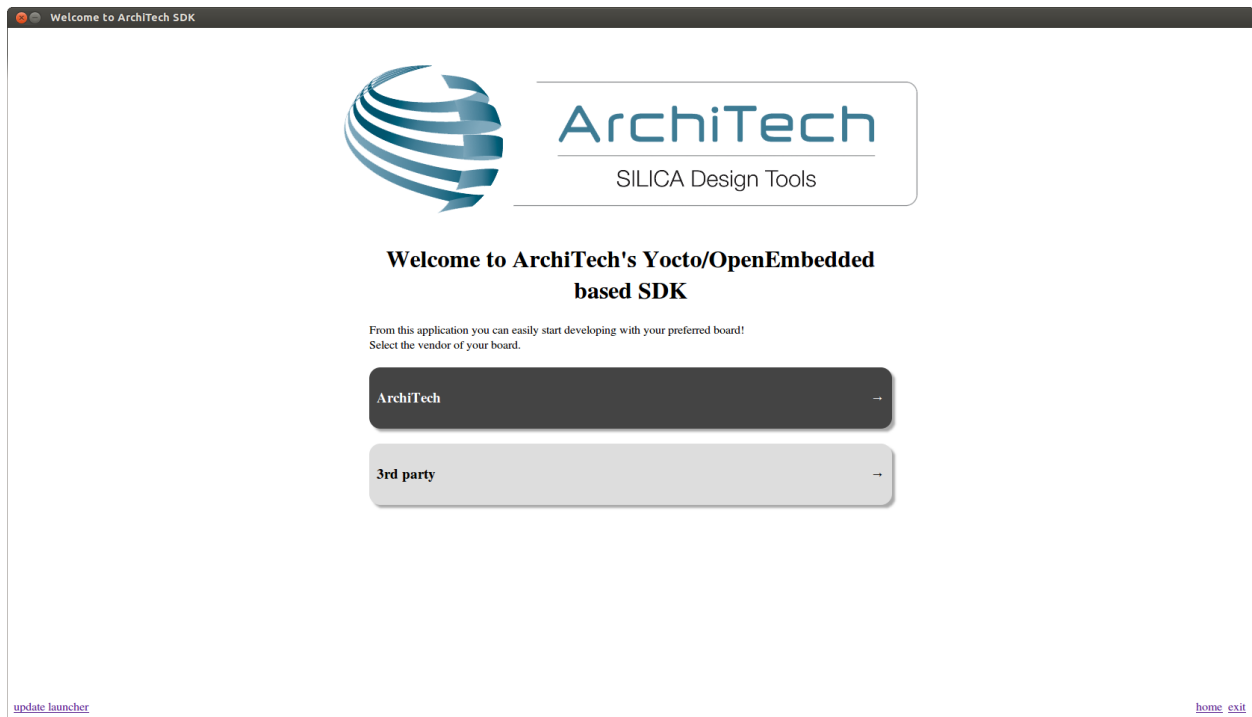 Welcome to ArchiTech SDK
ArchiTech
SILICA Design Tools
Welcome to ArchiTech's Yocto/OpenEmbedded
based SDK
From this application you can easily start developing with your preferred board!
Select the vendor of your board.
ArchiTech →
3rd party →
update launcher
home exit